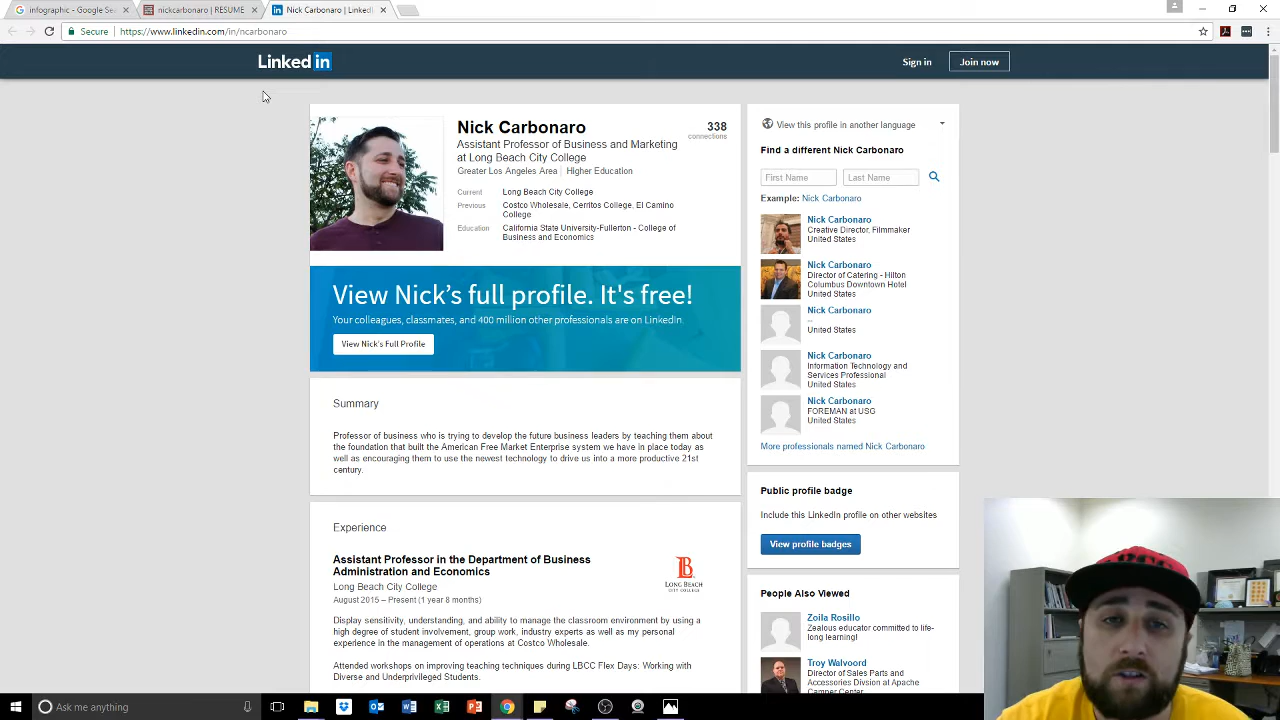 infographic - Google Sea
nickcarbonaro | RESUME
Nick Carbonaro | LinkedI
Secure
https://www.linkedin.com/in/ncarbonaro
Linked in
Sign in
Join now
Nick Carbonaro
338
connections
Assistant Professor of Business and Marketing
at Long Beach City College
Greater Los Angeles Area | Higher Education
Current Long Beach City College
Previous Costco Wholesale, Cerritos College, El Camino
College
Education California State University-Fullerton - College of
Business and Economics
View Nick's full profile. It's free!
Your colleagues, classmates, and 400 million other professionals are on LinkedIn.
View Nick's Full Profile
Summary
Professor of business who is trying to develop the future business leaders by teaching them about
the foundation that built the American Free Market Enterprise system we have in place today as
well as encouraging them to use the newest technology to drive us into a more productive 21st
century.
Experience
Assistant Professor in the Department of Business
Administration and Economics
Long Beach City College
August 2015 – Present (1 year 8 months)
LB
LONG BEACH
CITY COLLEGE
Display sensitivity, understanding, and ability to manage the classroom environment by using a
high degree of student involvement, group work, industry experts as well as my personal
experience in the management of operations at Costco Wholesale.
Attended workshops on improving teaching techniques during LBCC Flex Days: Working with
Diverse and Underprivileged Students.
View this profile in another language
Find a different Nick Carbonaro
First Name
Last Name
Example: Nick Carbonaro
Nick Carbonaro
Creative Director, Filmmaker
United States
Nick Carbonaro
Director of Catering - Hilton
Columbus Downtown Hotel
United States
Nick Carbonaro
--
United States
Nick Carbonaro
Information Technology and
Services Professional
United States
Nick Carbonaro
FOREMAN at USG
United States
More professionals named Nick Carbonaro
Public profile badge
Include this LinkedIn profile on other websites
View profile badges
People Also Viewed
Zoila Rosillo
Zealous educator committed to life-
long learning!
Troy Walvoord
Director of Sales Parts and
Accessories Division at Apache
Camper Center
Ask me anything